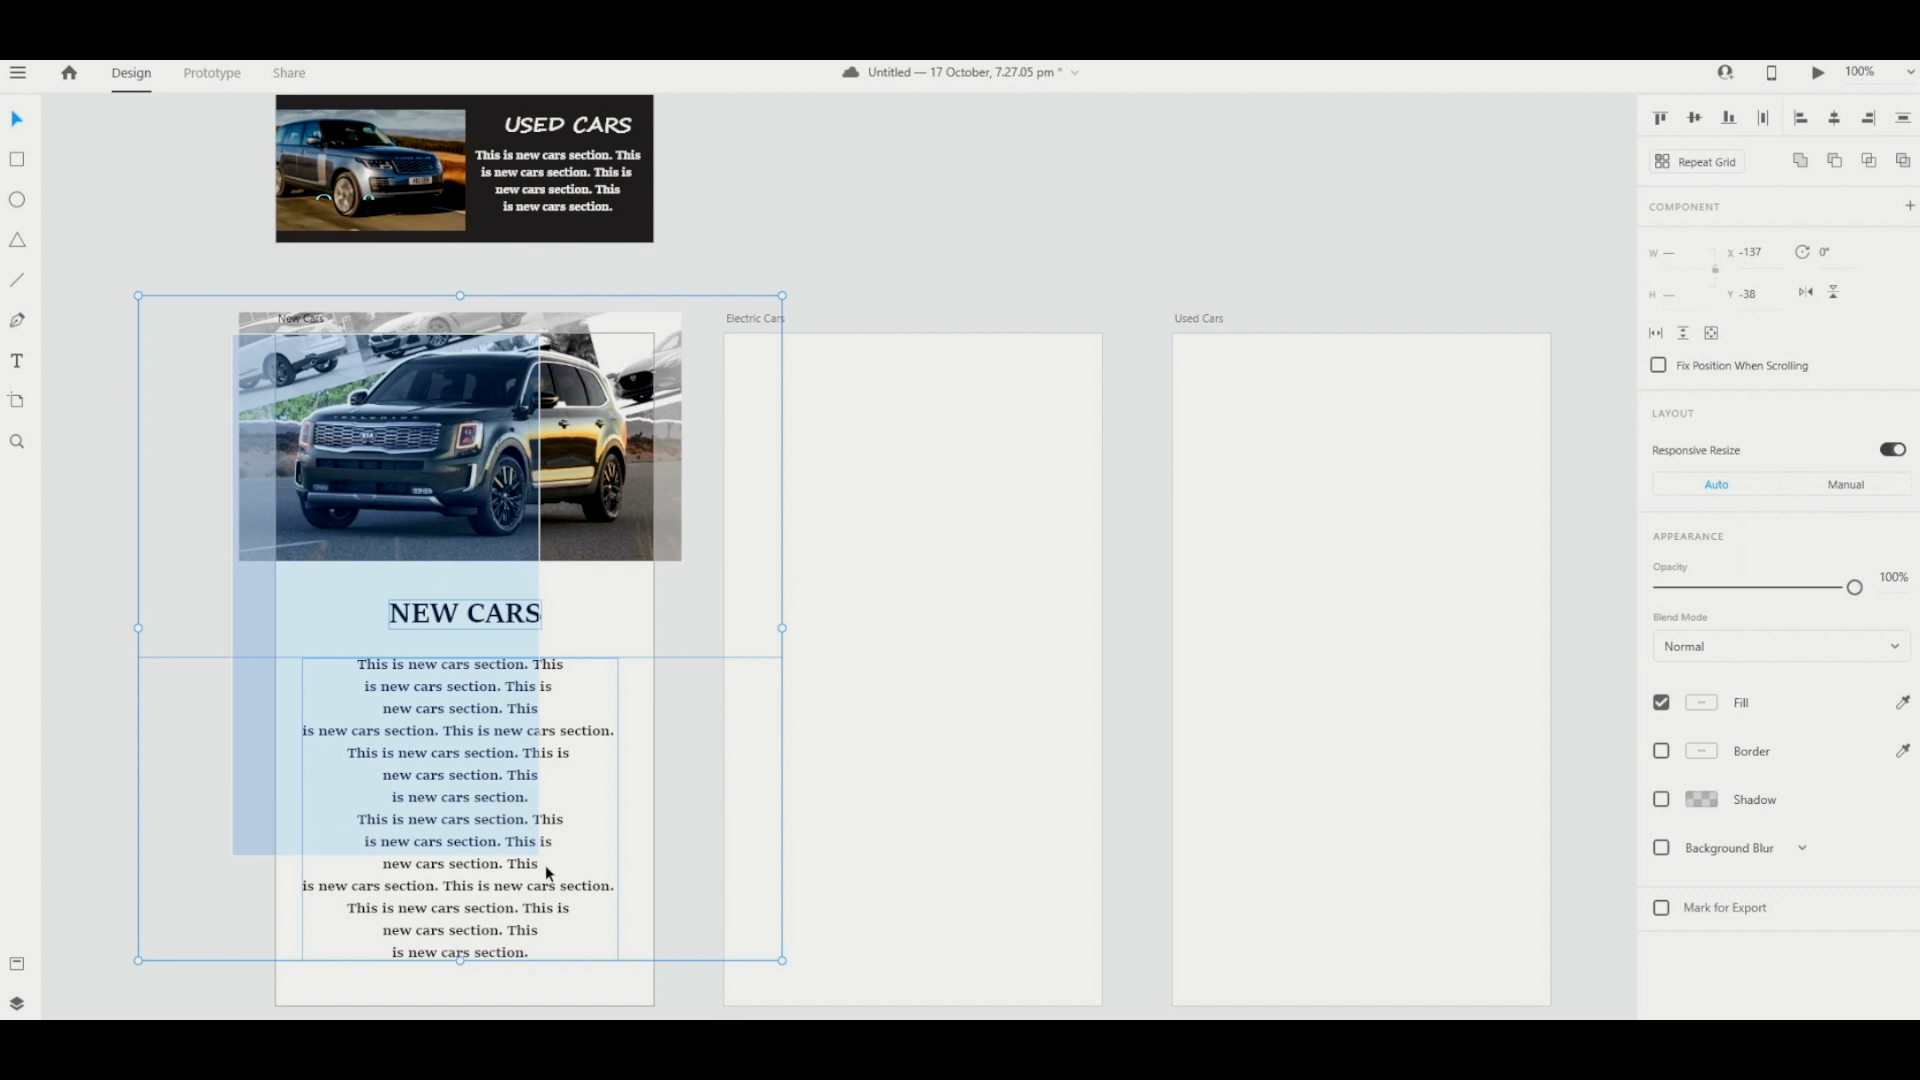 Design
Prototype
Share
Untitled — 17 October, 7.27.05 pm *
100%
USED CARS
This is new cars section. This
is new cars section. This is
new cars section. This
is new cars section.
New Cars
Electric Cars
Used Cars
KIA
NEW CARS
This is new cars section. This
is new cars section. This is
new cars section. This
is new cars section. This is new cars section.
This is new cars section. This is
new cars section. This
is new cars section.
This is new cars section. This
is new cars section. This is
new cars section. This
is new cars section. This is new cars section.
This is new cars section. This is
new cars section. This
is new cars section.
T
Repeat Grid
COMPONENT
W —
X -137
0°
H —
Y -38
Fix Position When Scrolling
LAYOUT
Responsive Resize
Auto
Manual
APPEARANCE
Opacity
100%
Blend Mode
Normal
Fill
Border
Shadow
Background Blur
Mark for Export